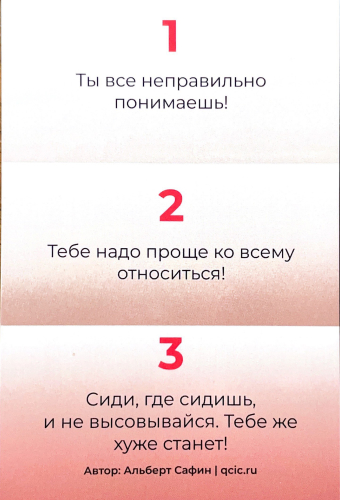 1
Ты все неправильно
понимаешь!
2
Тебе надо проще ко всему
относиться!
3
Сиди, где сидишь,
и не высовывайся. Тебе же
хуже станет!
Автор: Альберт Сафин | qcic.ru